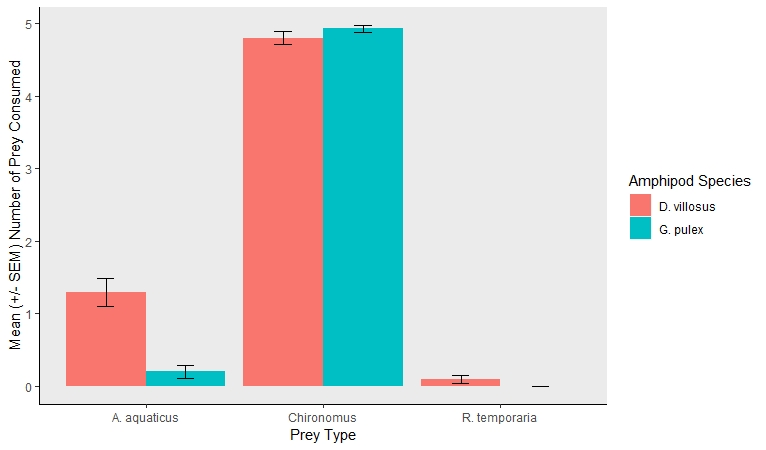 Mean (+/- SEM) Number of Prey Consumed
5
4
3
2
1
0
A. aquaticus
Chironomus
R. temporaria
Prey Type
Amphipod Species
D. villosus
G. pulex